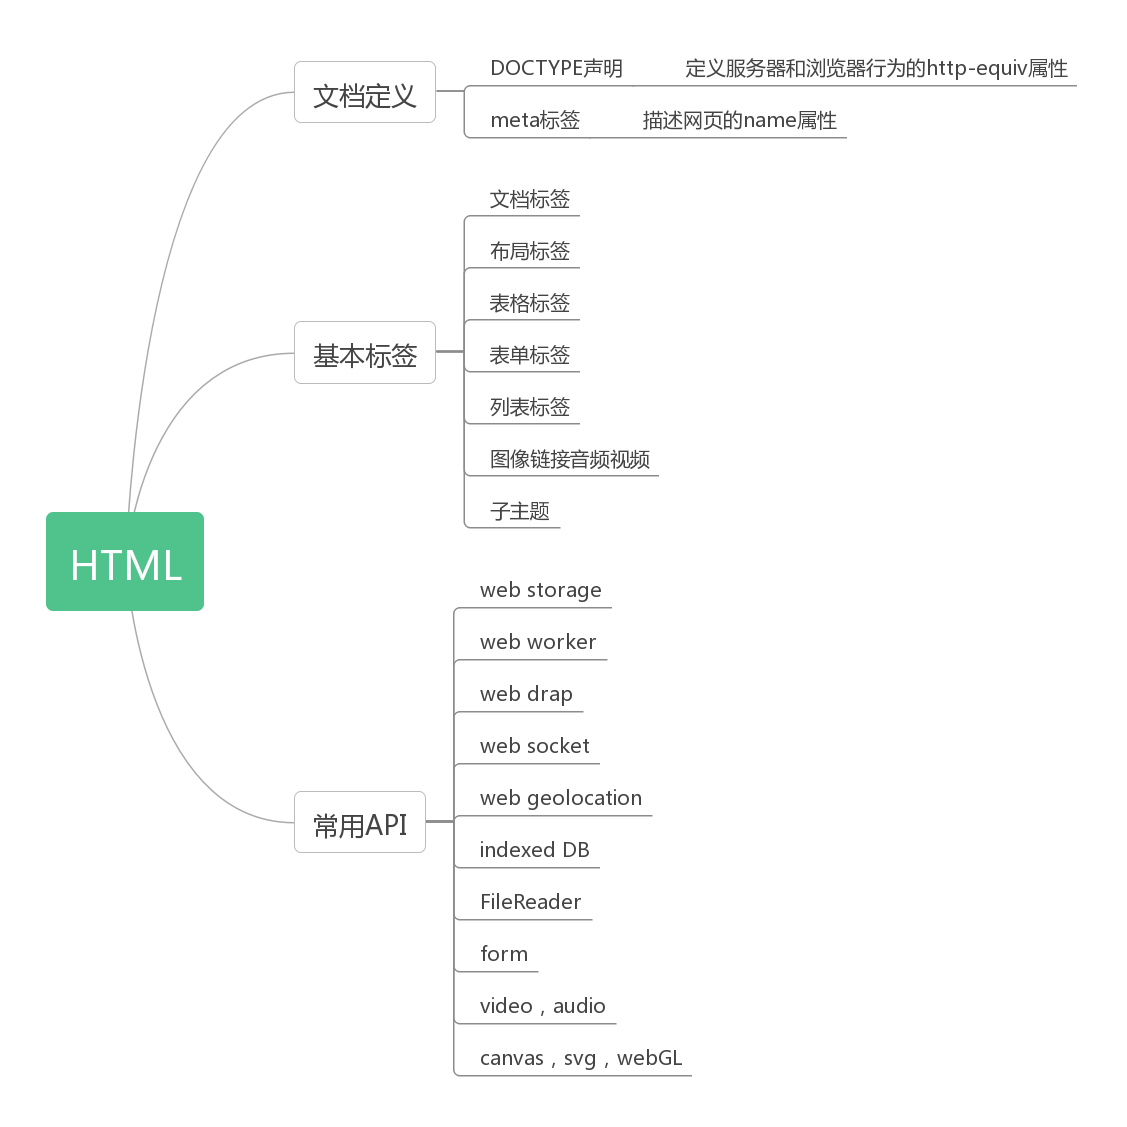 HTML
文档定义
DOCTYPE声明
定义服务器和浏览器行为的http-equiv属性
meta标签
描述网页的name属性
基本标签
文档标签
布局标签
表格标签
表单标签
列表标签
图像链接音频视频
子主题
常用API
web storage
web worker
web drap
web socket
web geolocation
indexed DB
FileReader
form
video，audio
canvas，svg，webGL